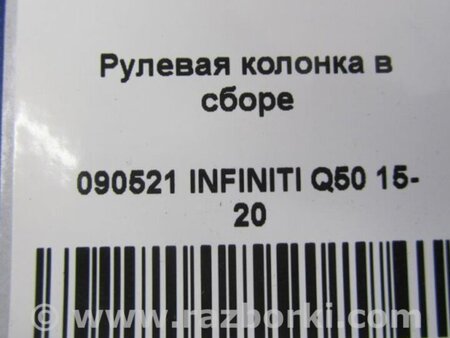 Рулевая колонка в
сборе
090521 INFINITI Q50 15-
20
www.razborki.com